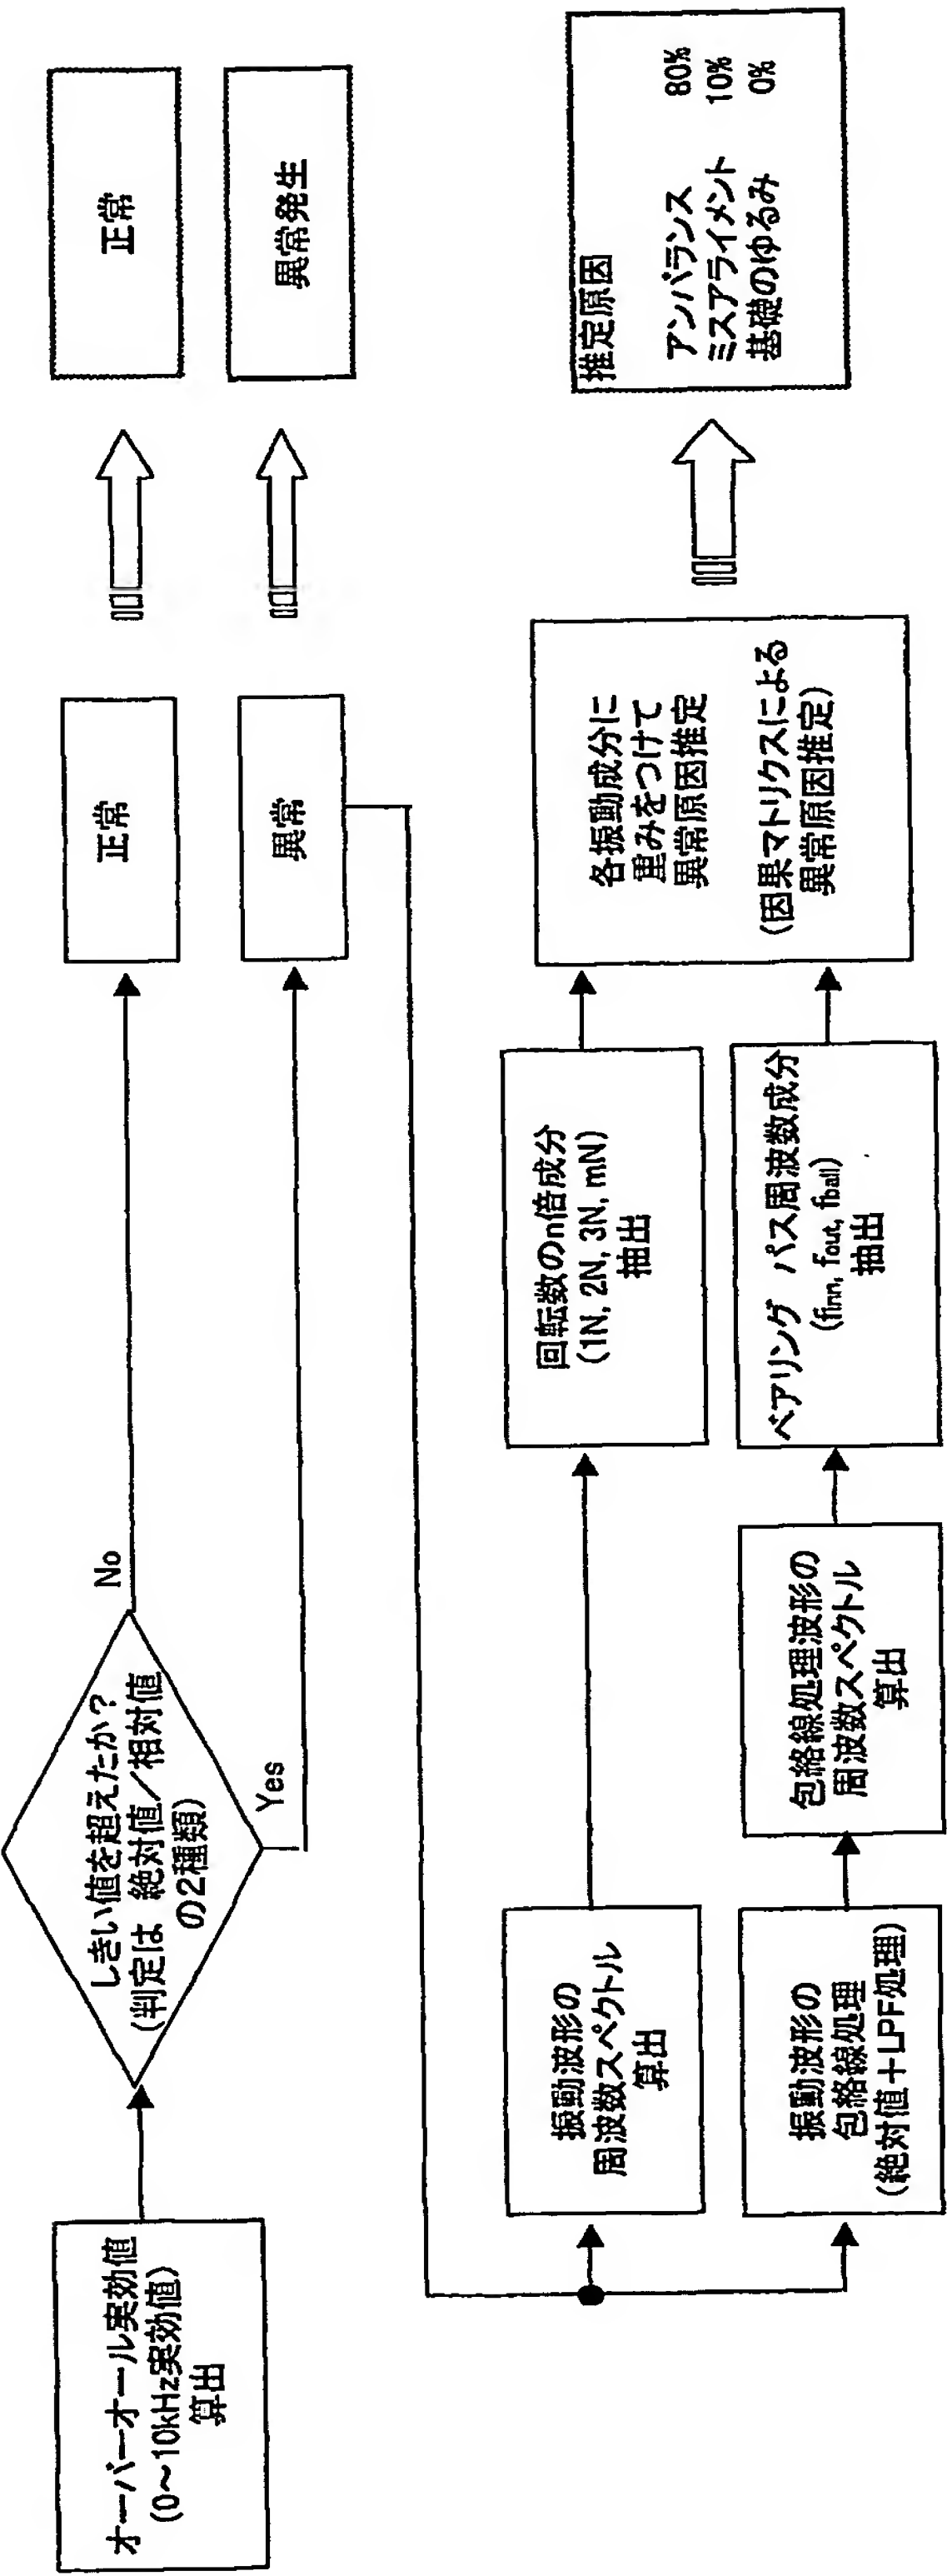 オーバーオール実効値
(0～10kHz実効値)
算出
しきい値を超えたか?
(判定は 絶対値/相対値
の2種類)
No
Yes
正常
異常
正常
異常発生
振動波形の
周波数スペクトル
算出
回転数のn倍成分
(1N, 2N, 3N, mN)
抽出
振動波形の
包絡線処理
(絶対値+LPF処理)
包絡線処理波形の
周波数スペクトル
算出
ベアリング パス周波数成分
(finn, fout, fball)
抽出
各振動成分に
重みをつけて
異常原因推定
(因果マトリクスによる
異常原因推定)
推定原因
アンバランス 80%
ミスアライメント 10%
基礎のゆるみ 0%